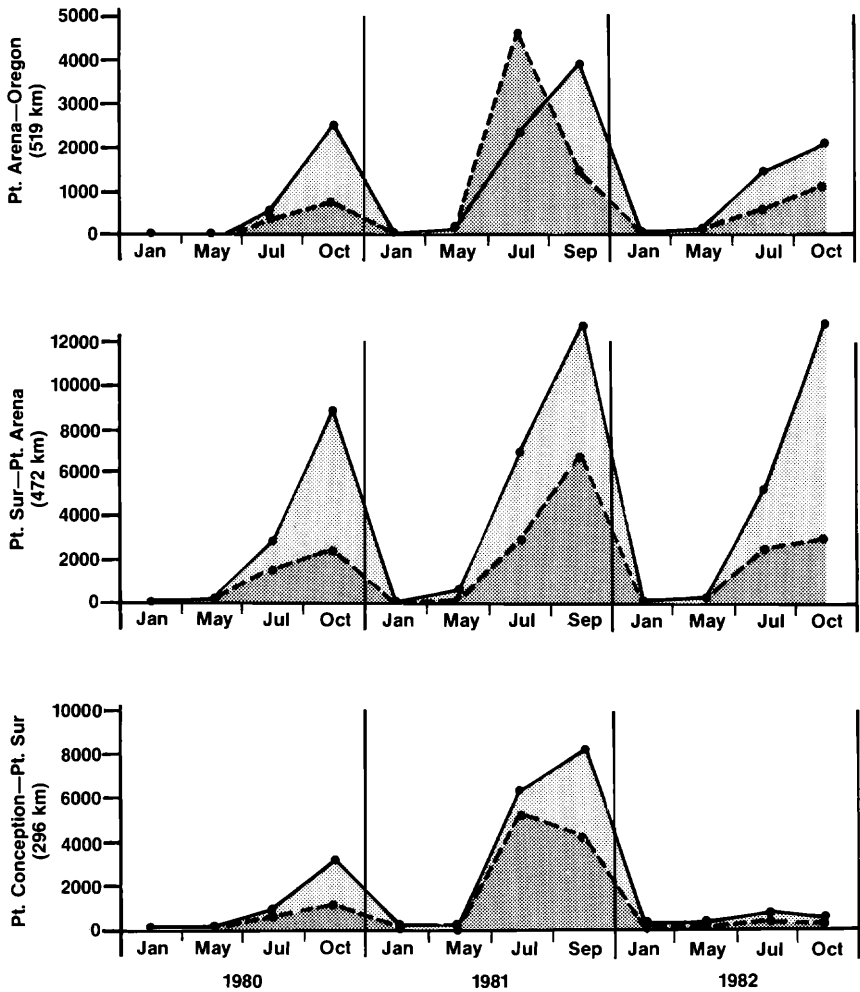 Pt. Arena—Oregon
(519 km)
5000
4000
3000
2000
1000
0
Jan May Jul Oct Jan May Jul Sep Jan May Jul Oct
Pt. Sur—Pt. Arena
(472 km)
12000
10000
8000
6000
4000
2000
0
Jan May Jul Oct Jan May Jul Sep Jan May Jul Oct
Pt. Conception—Pt. Sur
(296 km)
10000
8000
6000
4000
2000
0
Jan May Jul Oct Jan May Jul Sep Jan May Jul Oct
1980 1981 1982